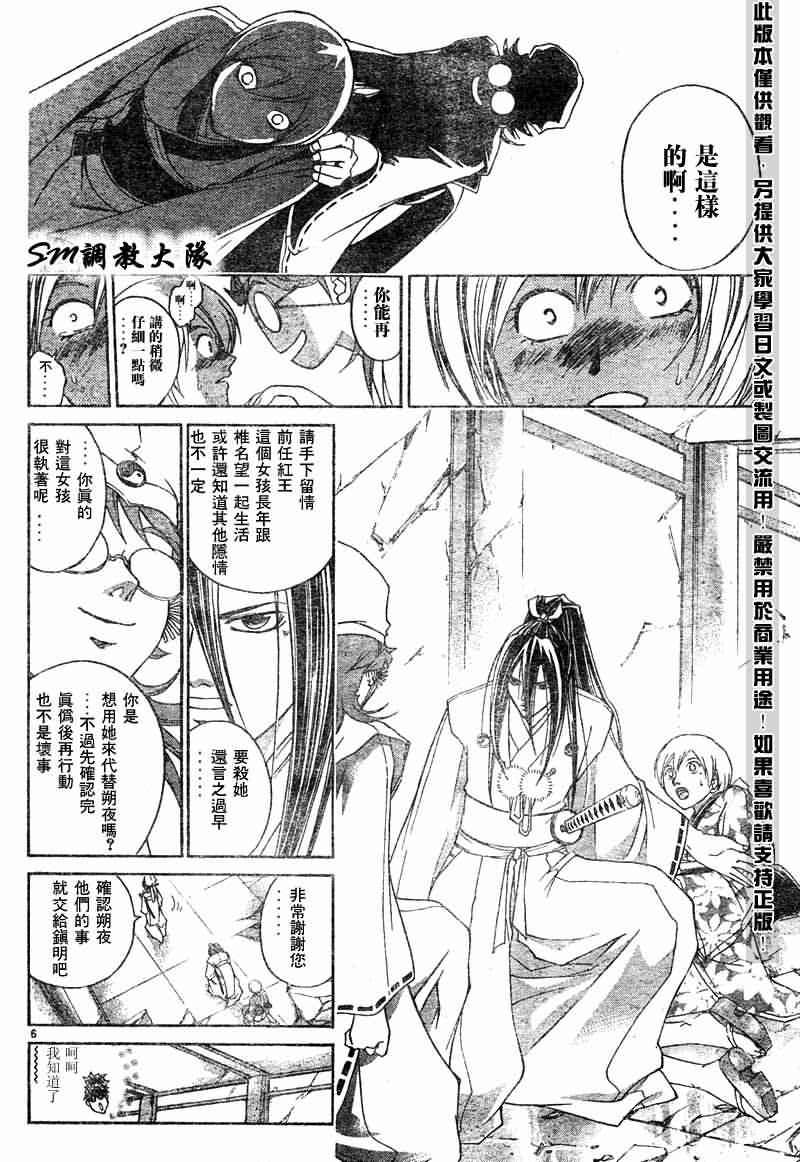 是這樣
的啊
．．．．
SM調教大隊
你能再
．．．．
啊．．
啊．．．
．．．．
講的稍微
仔細一點嗎
．．．．？
不．．．
請手下留情
前任紅王
這個女孩長年跟
椎名望一起生活
或許還知道其他隱情
也不一定
要殺她
還言之過早
．．．．．．
．．．．你真的
對這女孩
很執著呢．．．
你是
想用她來代替朔夜嗎？
．．．．不過先確認完
真偽後再行動
也不是壞事
非常謝謝您
．．．．．．
確認朔夜
他們的事
就交給鎮明吧
呵呵
我知道了
6
此版本僅供觀看，另提供大家學習日文或製圖交流用！嚴禁用於商業用途！如果喜歡請支持正版！